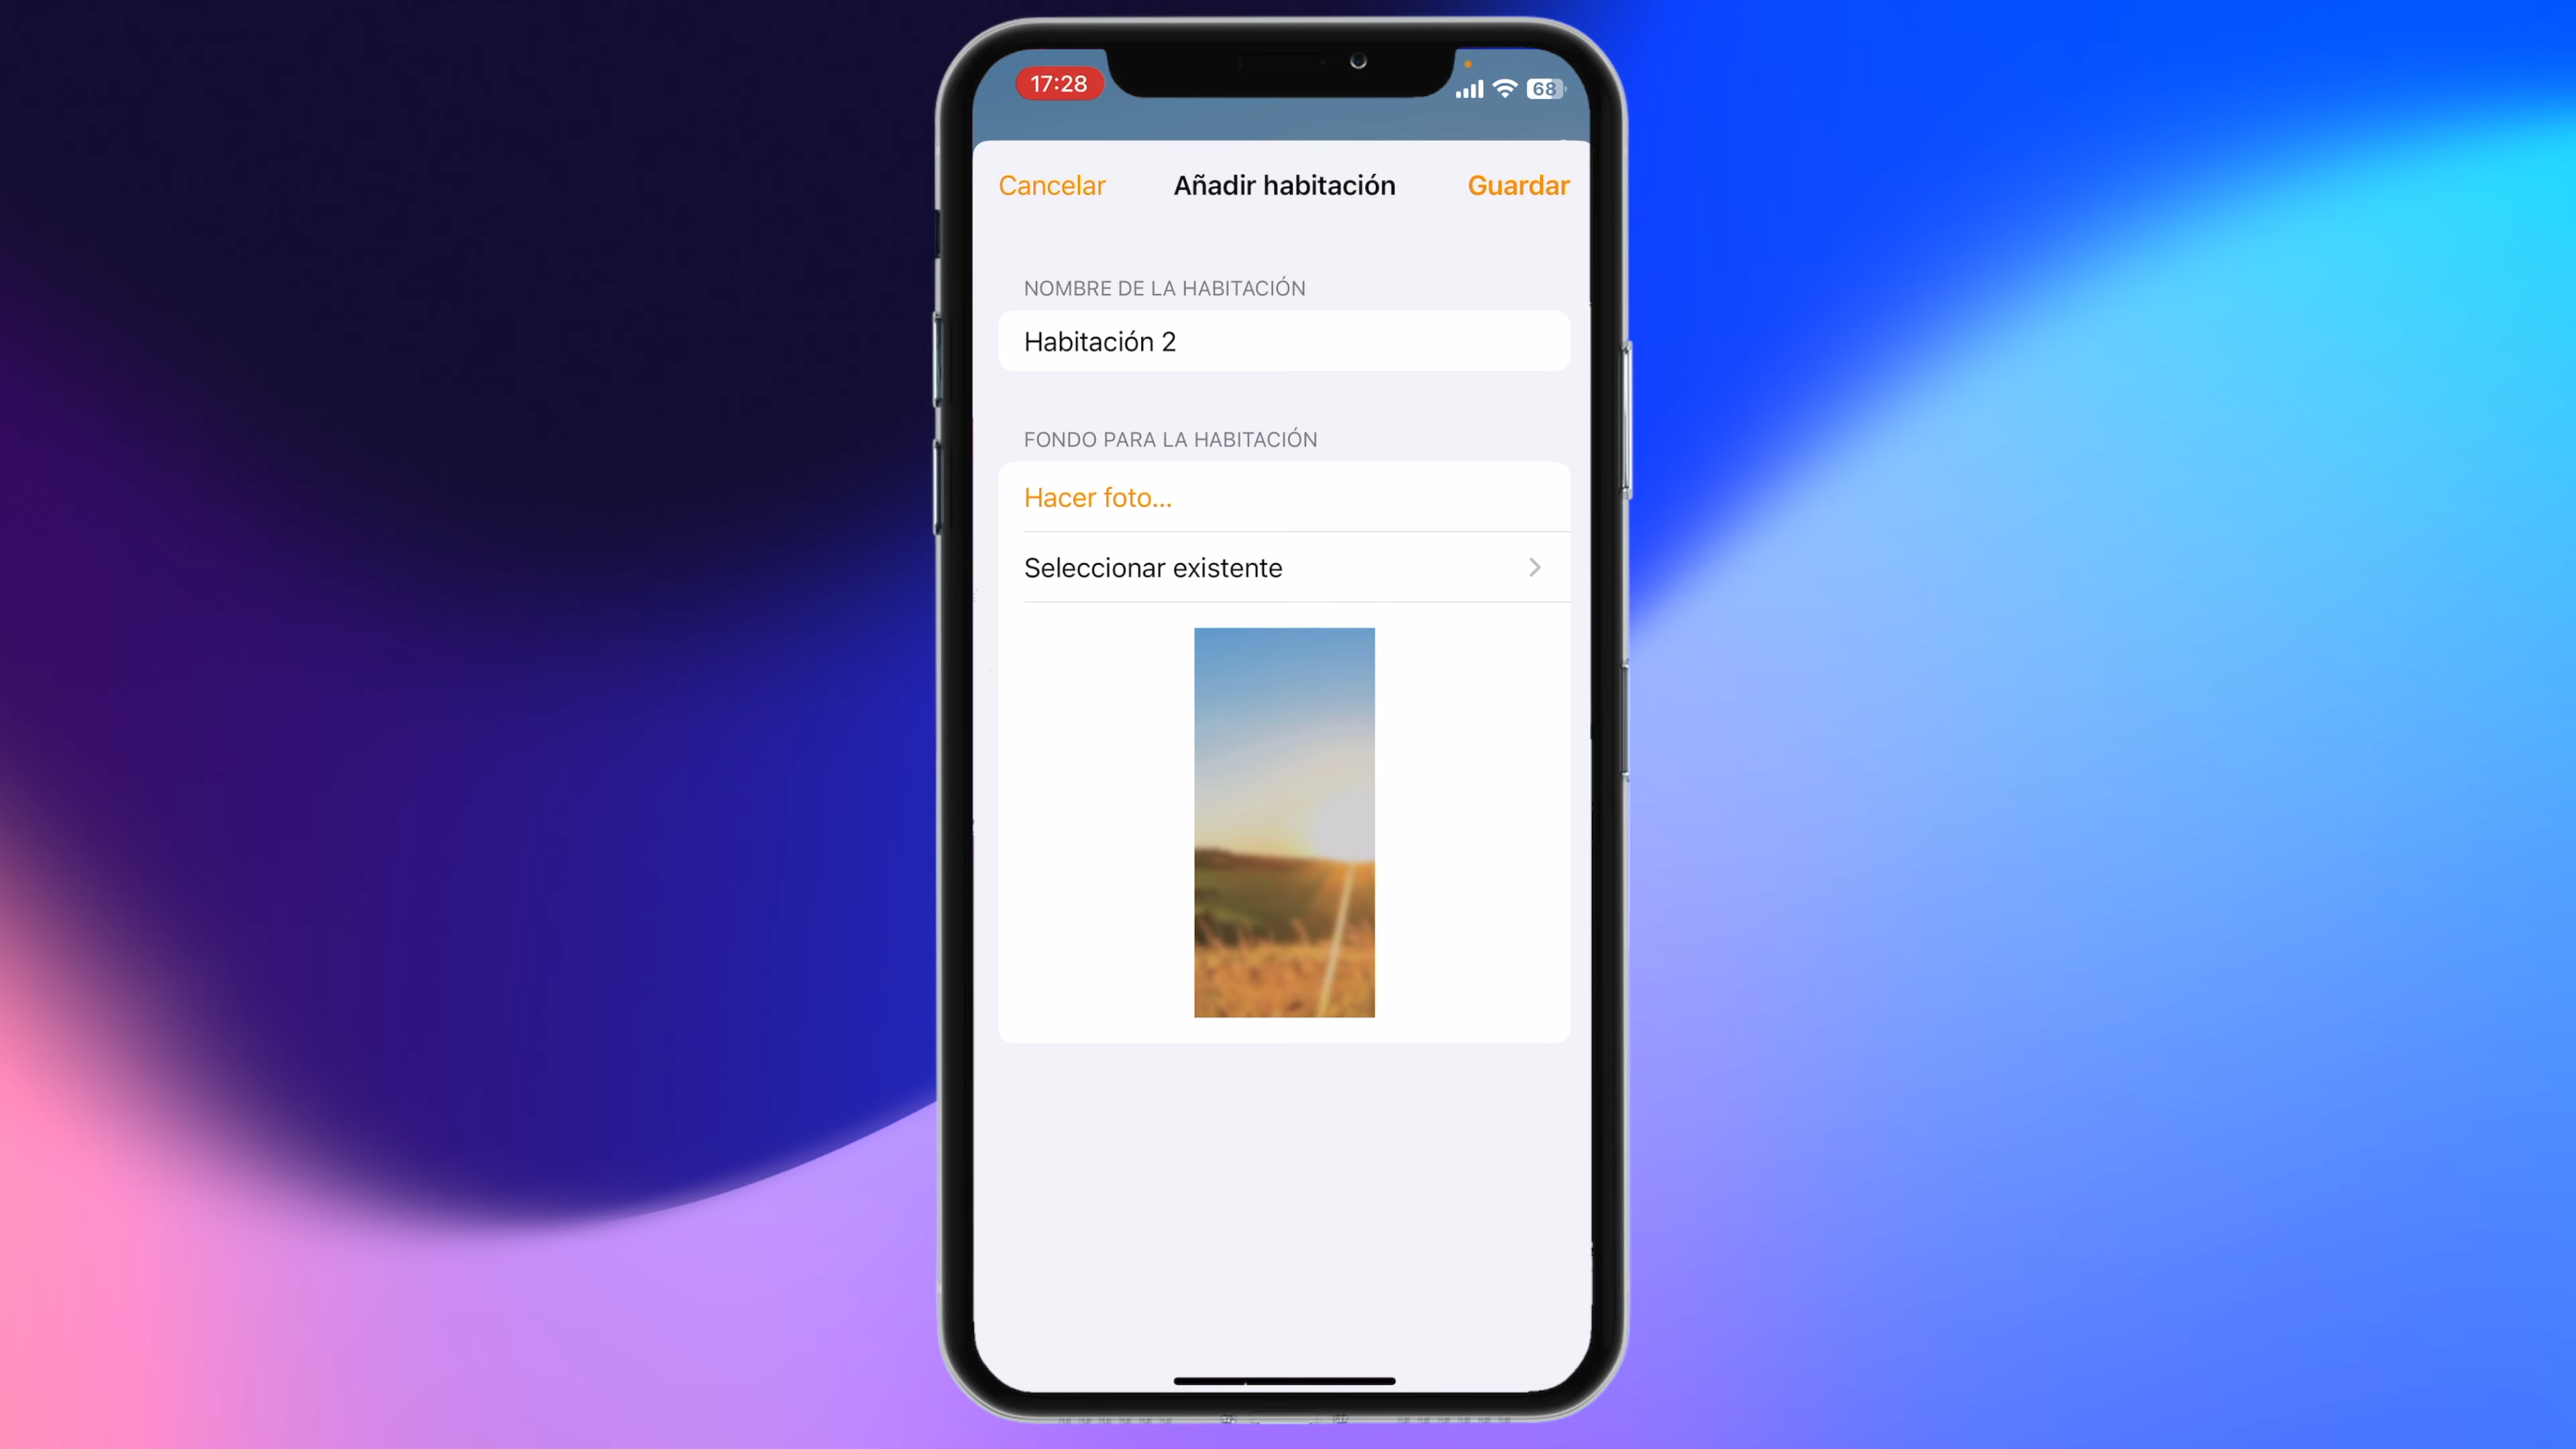 17:28
68
Cancelar
Añadir habitación
Guardar
NOMBRE DE LA HABITACIÓN
Habitación 2
FONDO PARA LA HABITACIÓN
Hacer foto...
Seleccionar existente